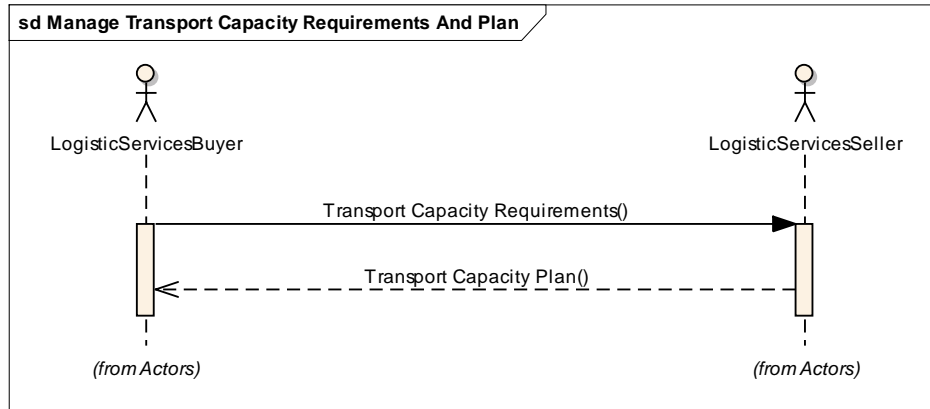 sd Manage Transport Capacity Requirements And Plan
LogisticServicesBuyer
LogisticServicesSeller
Transport Capacity Requirements()
Transport Capacity Plan()
(from Actors)
(from Actors)